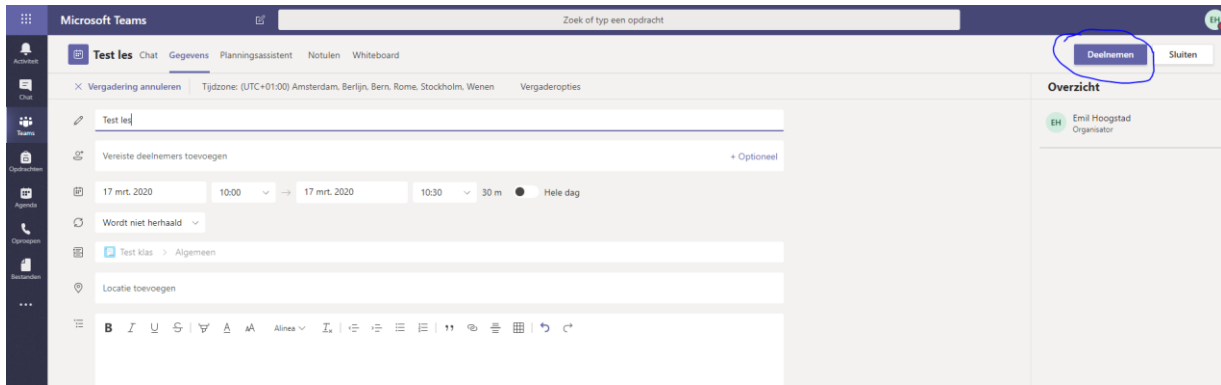 Microsoft Teams
Zoek of typ een opdracht
EH
Activiteit
Chat
Teams
Opdrachten
Agenda
Oproepen
Bestanden
Test les Chat Gegevens Planningsassistent Notulen Whiteboard
Deelnemen Sluiten
Vergadering annuleren Tijdzone: (UTC+01:00) Amsterdam, Berlijn, Bern, Rome, Stockholm, Wenen Vergaderopties
Test les
Vereiste deelnemers toevoegen + Optioneel
17 mrt. 2020 10:00 → 17 mrt. 2020 10:30 30 m Hele dag
Wordt niet herhaald
Test klas > Algemeen
Locatie toevoegen
B I U S A AA Alinea Ix
Overzicht
EH Emil Hoogstad
Organisator